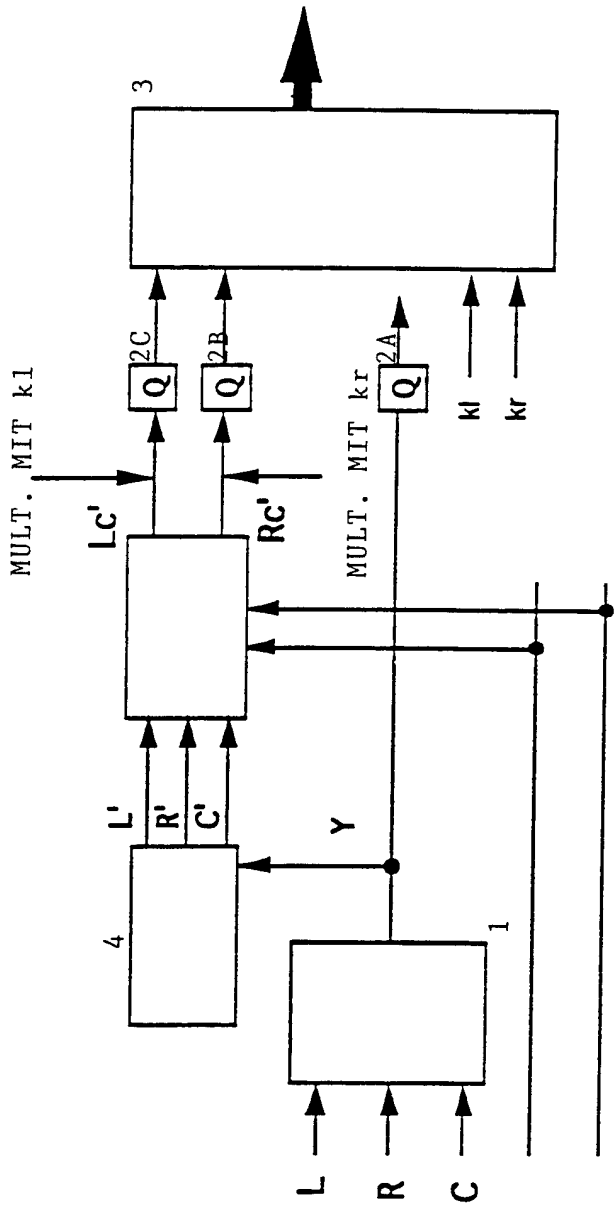 3
MULT. MIT kl
2C
Q
2B
Q
Lc'
Rc'
MULT. MIT kr
2A
Q
kl
kr
L'
R'
C'
Y
4
1
L
R
C